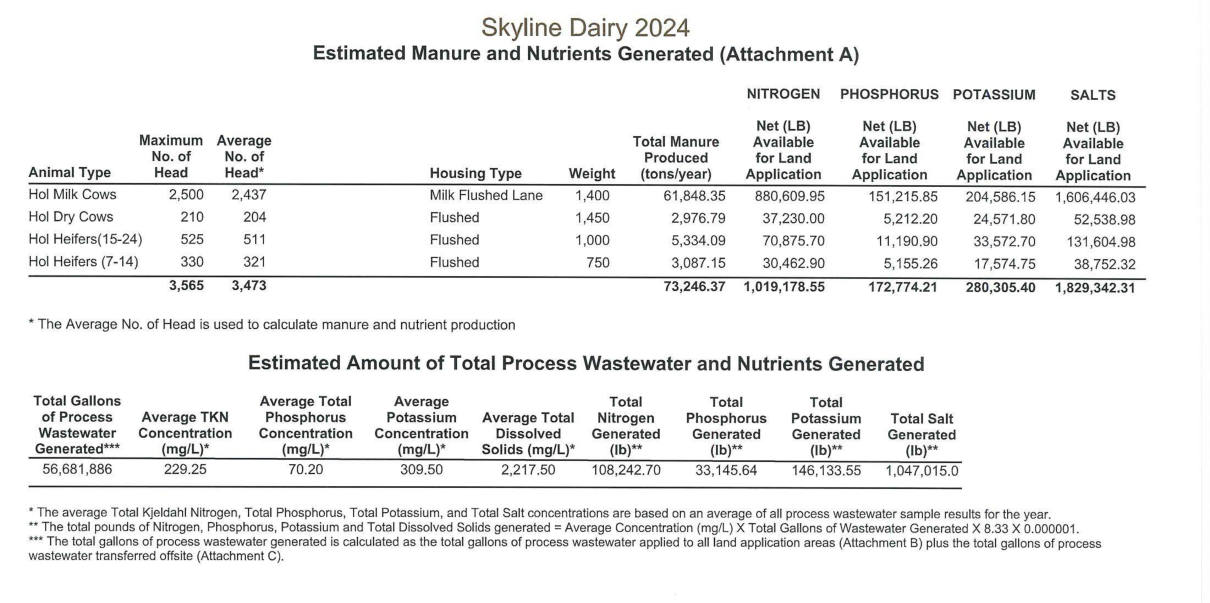 Skyline Dairy 2024
Estimated Manure and Nutrients Generated (Attachment A)
NITROGEN PHOSPHORUS POTASSIUM SALTS
Animal Type Maximum No. of Head Average No. of Head* Housing Type Weight Total Manure Produced (tons/year) Net (LB) Available for Land Application Net (LB) Available for Land Application Net (LB) Available for Land Application Net (LB) Available for Land Application
Hol Milk Cows 2,500 2,437 Milk Flushed Lane 1,400 61,848.35 880,609.95 151,215.85 204,586.15 1,606,446.03
Hol Dry Cows 210 204 Flushed 1,450 2,976.79 37,230.00 5,212.20 24,571.80 52,538.98
Hol Heifers(15-24) 525 511 Flushed 1,000 5,334.09 70,875.70 11,190.90 33,572.70 131,604.98
Hol Heifers (7-14) 330 321 Flushed 750 3,087.15 30,462.90 5,155.26 17,574.75 38,752.32
3,565 3,473 73,246.37 1,019,178.55 172,774.21 280,305.40 1,829,342.31
* The Average No. of Head is used to calculate manure and nutrient production
Estimated Amount of Total Process Wastewater and Nutrients Generated
Total Gallons of Process Wastewater Generated*** Average TKN Concentration (mg/L)* Average Total Phosphorus Concentration (mg/L)* Average Potassium Concentration (mg/L)* Average Total Dissolved Solids (mg/L)* Total Nitrogen Generated (lb)** Total Phosphorus Generated (lb)** Total Potassium Generated (lb)** Total Salt Generated (lb)**
56,681,886 229.25 70.20 309.50 2,217.50 108,242.70 33,145.64 146,133.55 1,047,015.0
* The average Total Kjeldahl Nitrogen, Total Phosphorus, Total Potassium, and Total Salt concentrations are based on an average of all process wastewater sample results for the year.
** The total pounds of Nitrogen, Phosphorus, Potassium and Total Dissolved Solids generated = Average Concentration (mg/L) X Total Gallons of Wastewater Generated X 8.33 X 0.000001.
*** The total gallons of process wastewater generated is calculated as the total gallons of process wastewater applied to all land application areas (Attachment B) plus the total gallons of process
wastewater transferred offsite (Attachment C).